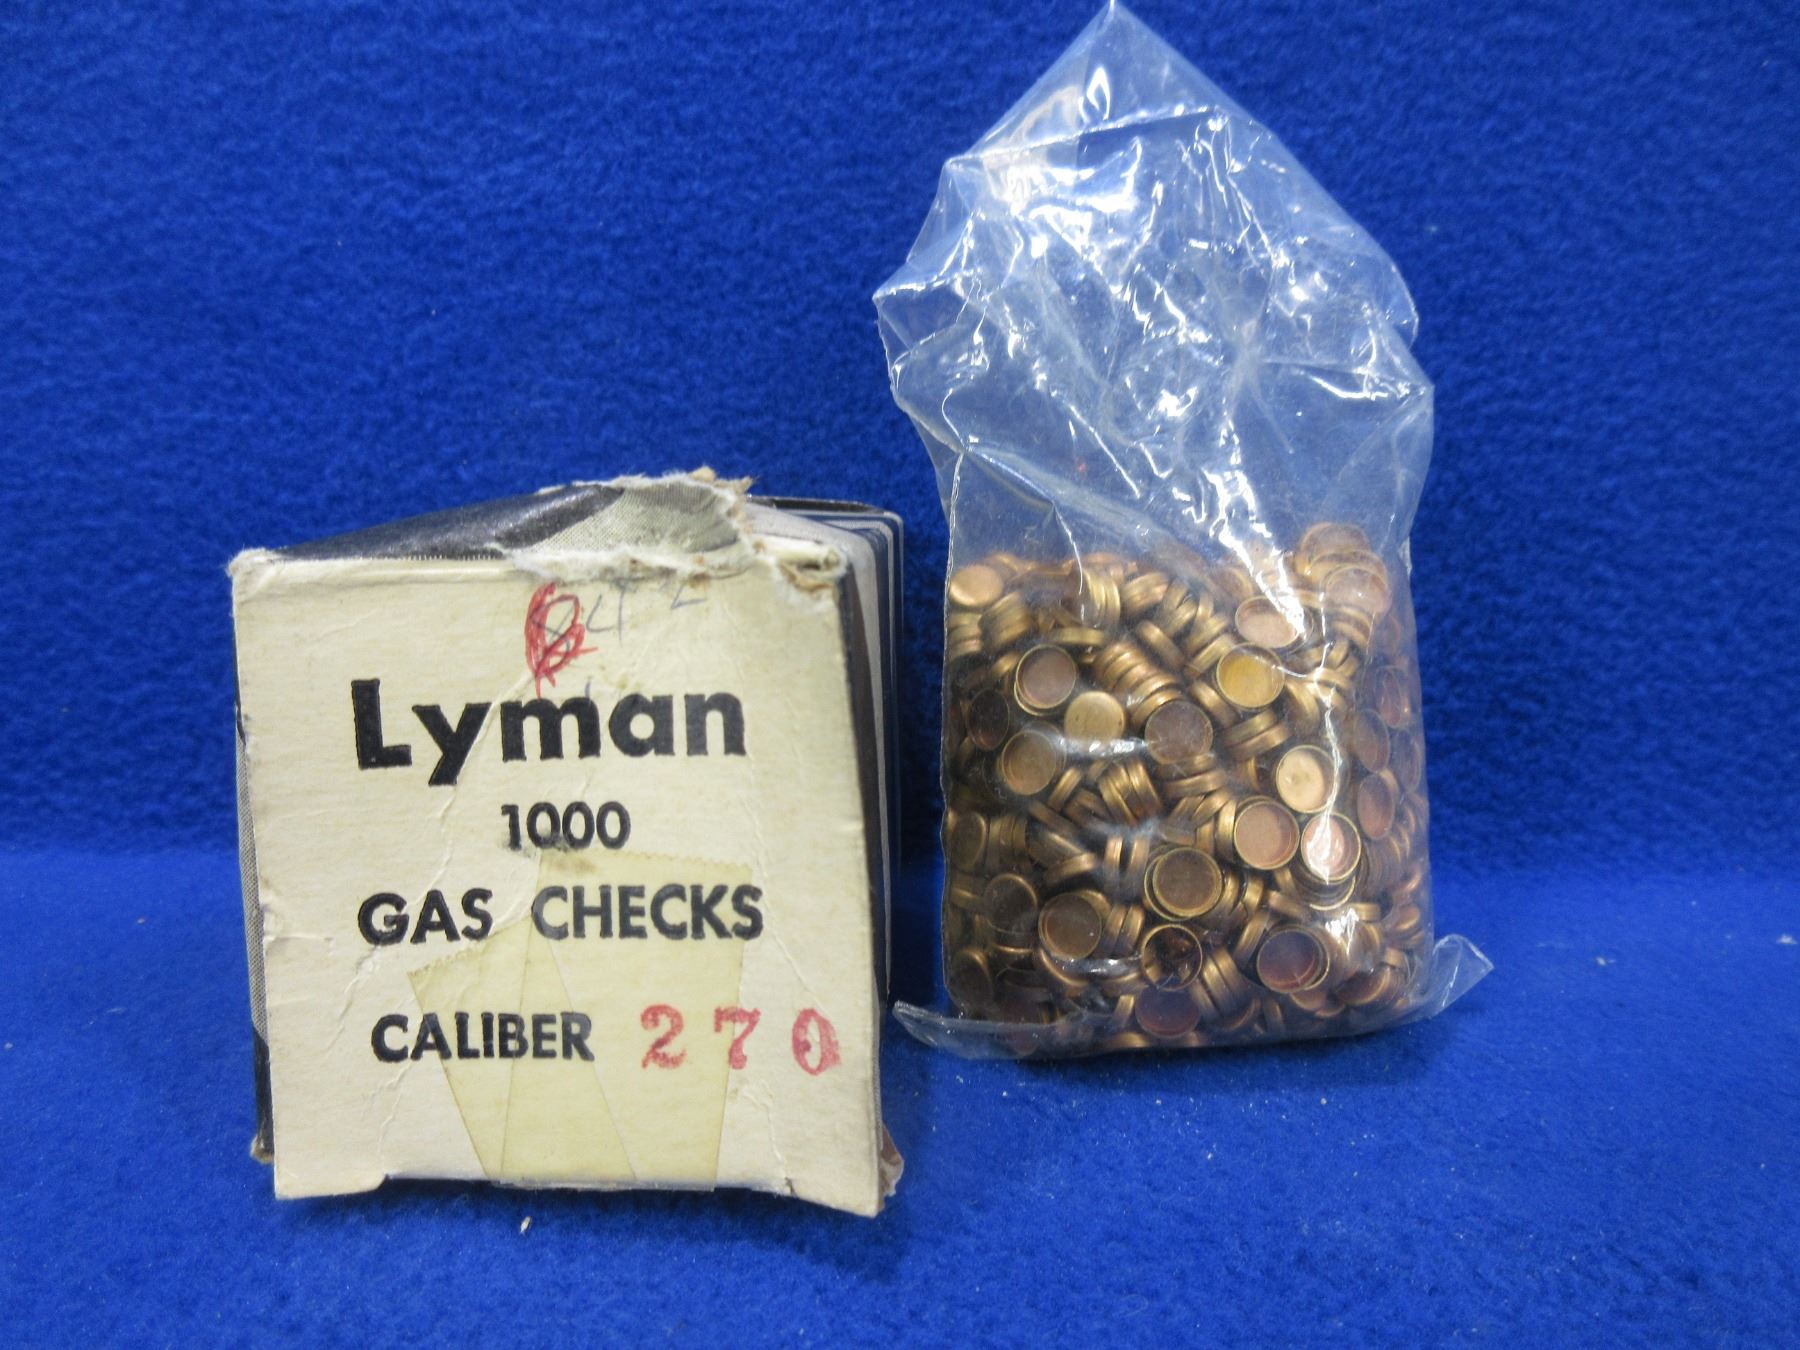 Lyman
1000
GAS CHECKS
CALIBER 270